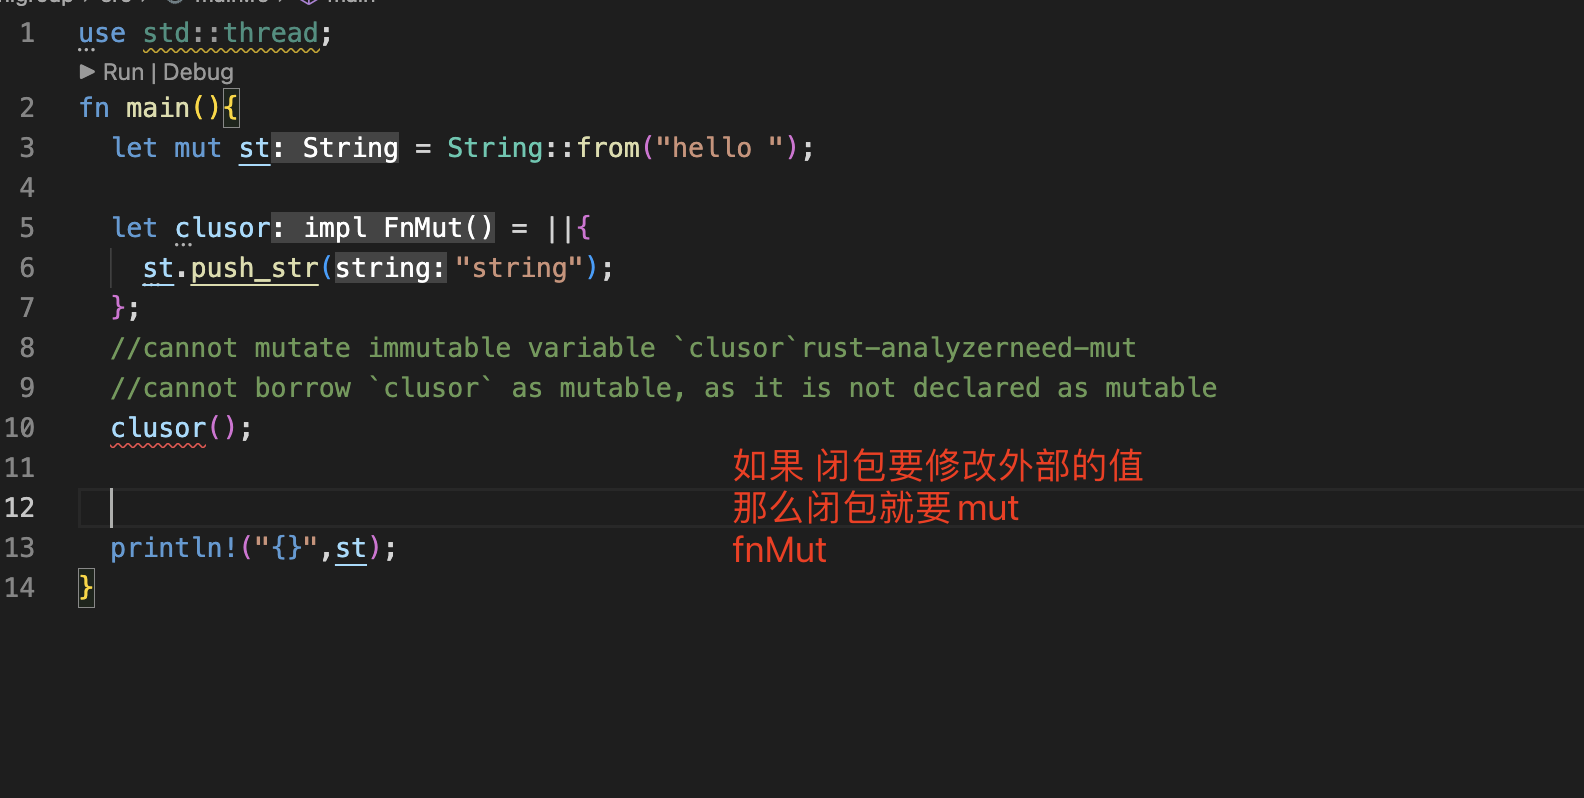 1 use std::thread;
▶ Run | Debug
2 fn main(){
3 let mut st: String = String::from("hello ");
4
5 let clusor: impl FnMut() = ||{
6 st.push_str(string: "string");
7 };
8 //cannot mutate immutable variable `clusor`rust-analyzerneed-mut
9 //cannot borrow `clusor` as mutable, as it is not declared as mutable
10 clusor();
11
如果 闭包要修改外部的值
12 那么闭包就要mut
13 println!("{}",st); fnMut
14 }